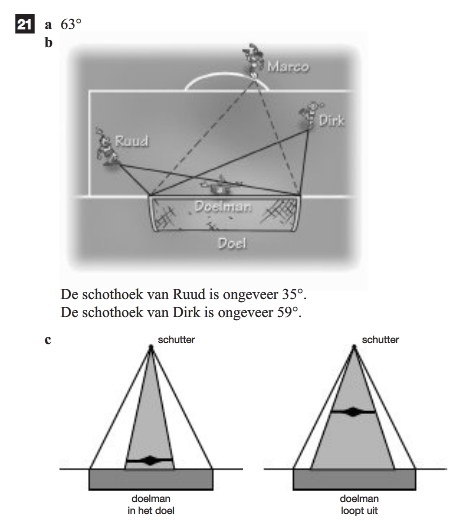 21 a 63°
b
Marco
Dirk
Ruud
Doelman
Doel
De schothoek van Ruud is ongeveer 35°.
De schothoek van Dirk is ongeveer 59°.
c
schutter schutter
doelman doelman
in het doel loopt uit